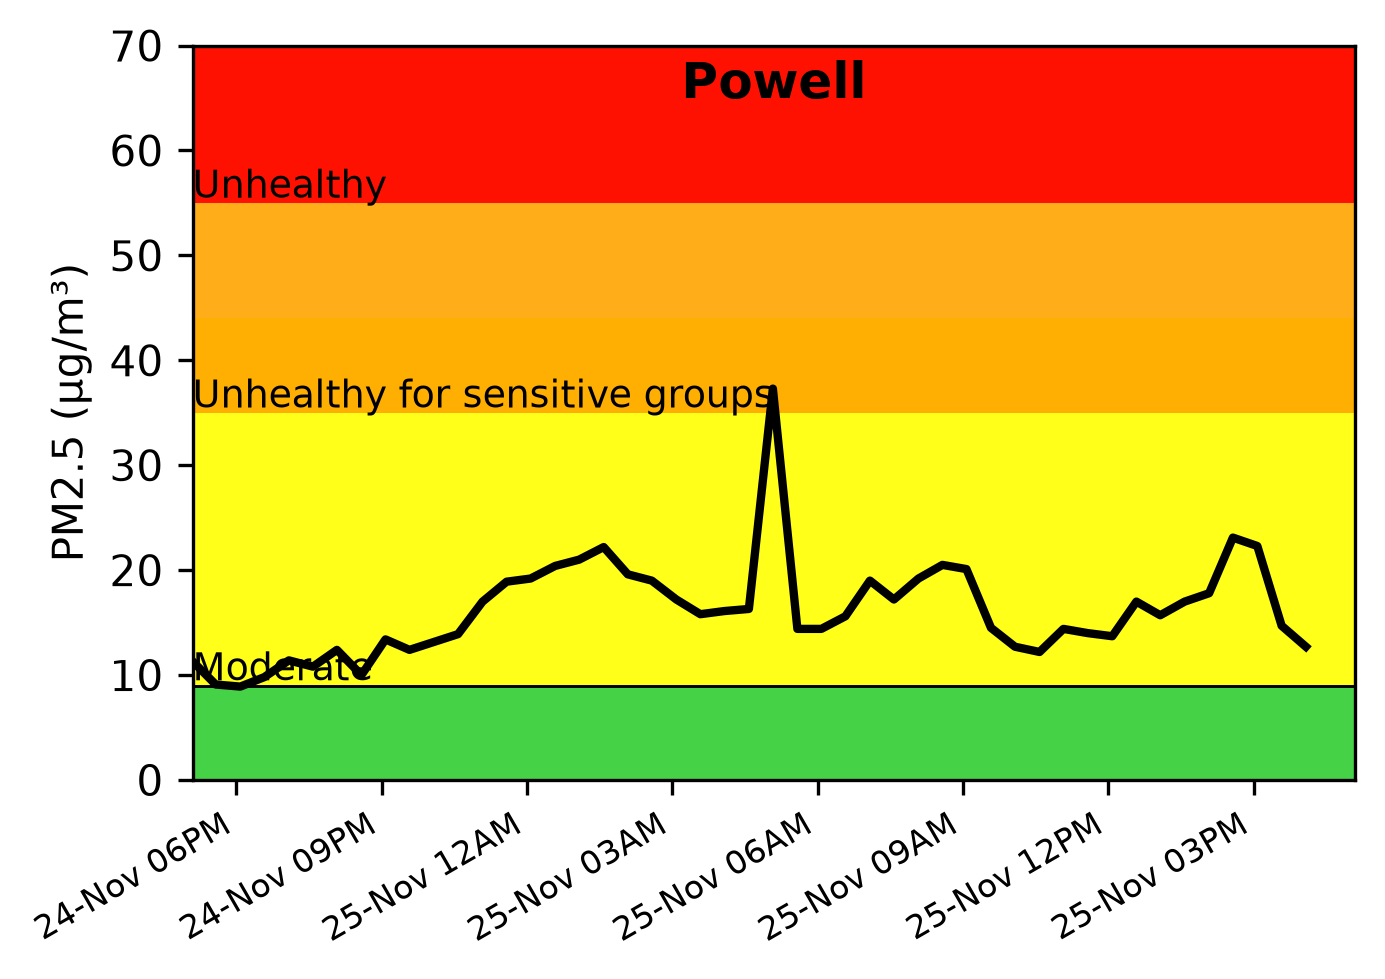 Powell
70
60
50
40
30
20
10
0
PM2.5 (µg/m³)
Unhealthy
Unhealthy for sensitive groups
Moderate
24-Nov 06PM
24-Nov 09PM
25-Nov 12AM
25-Nov 03AM
25-Nov 06AM
25-Nov 09AM
25-Nov 12PM
25-Nov 03PM